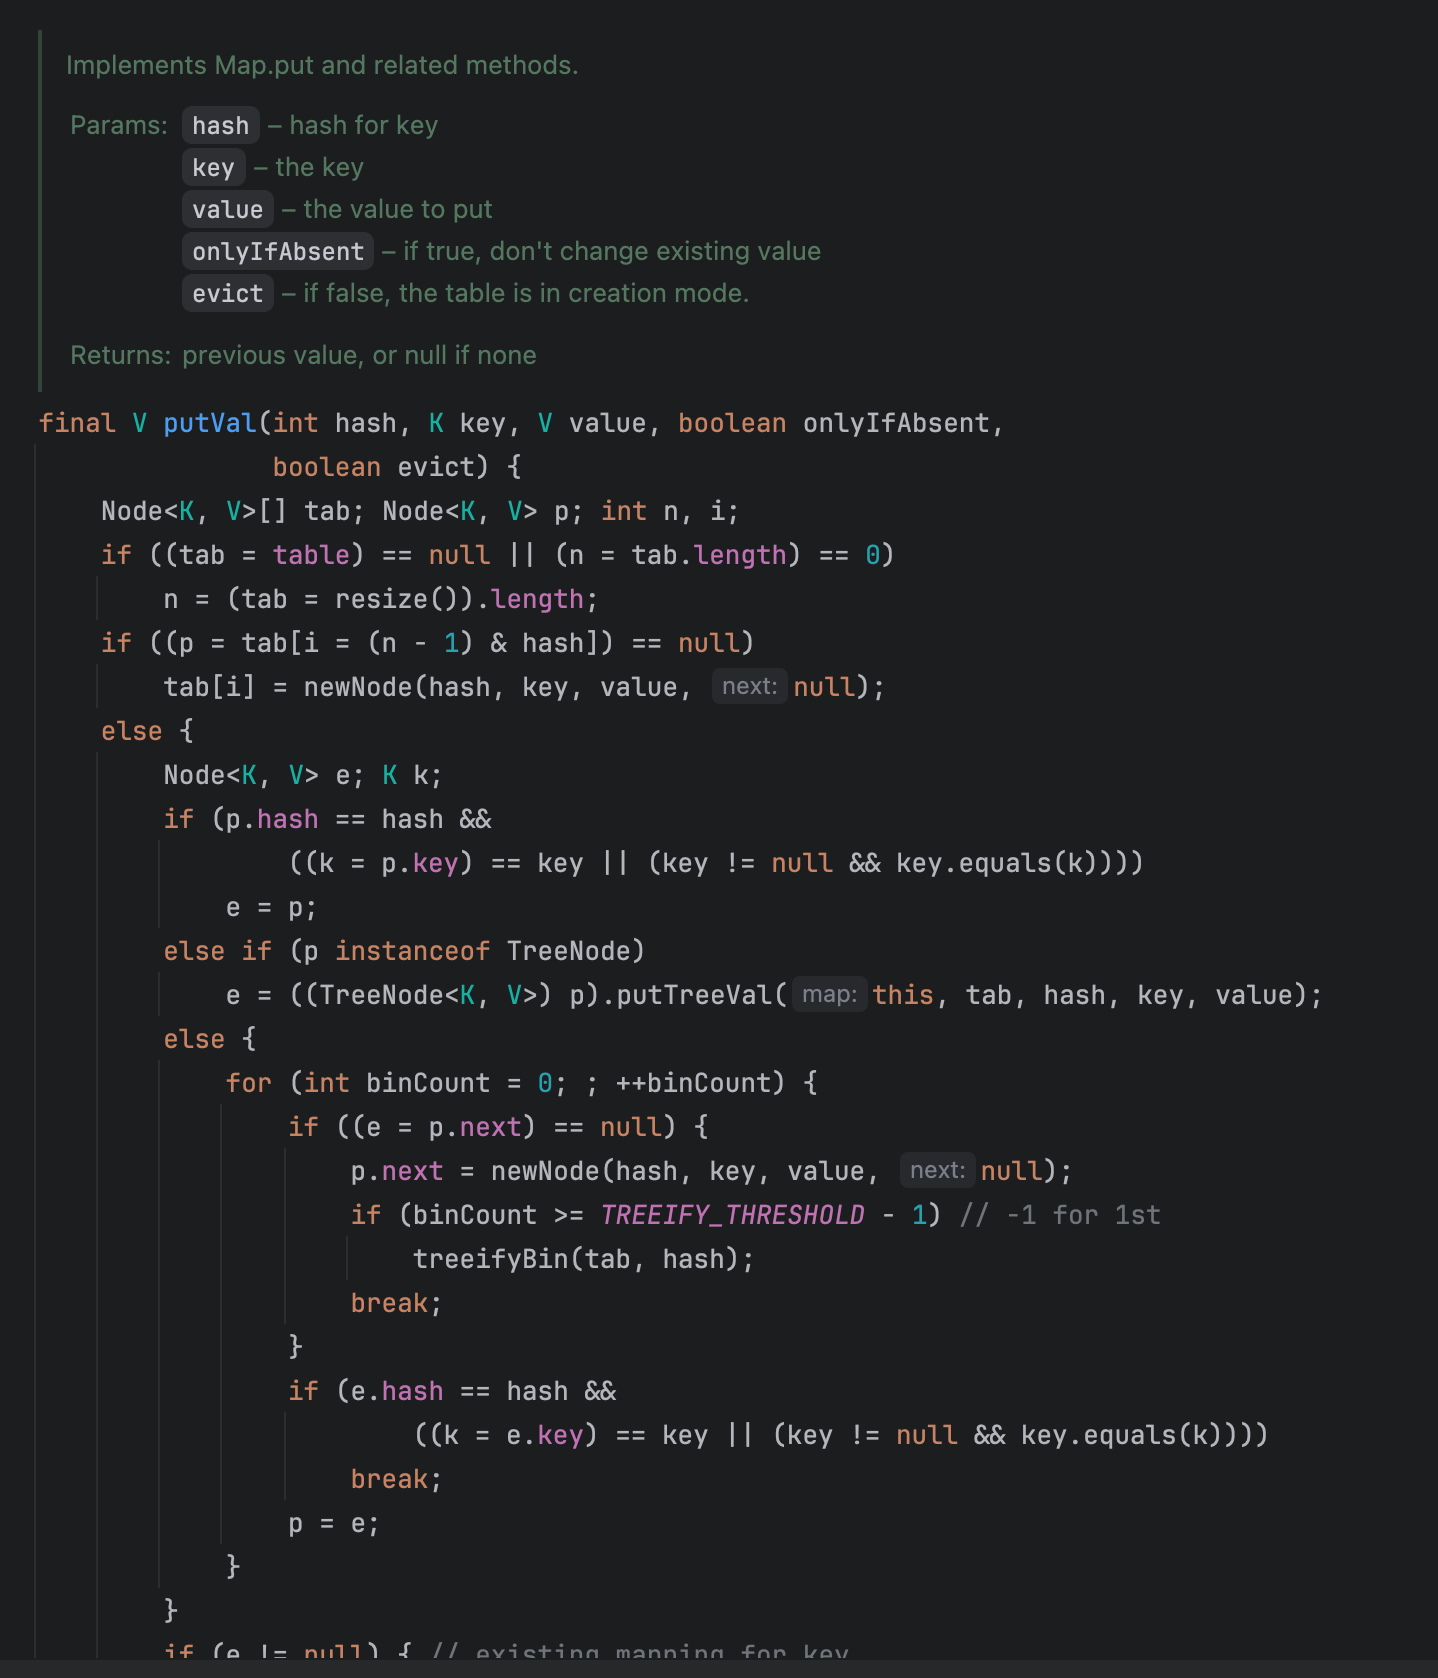 Implements Map.put and related methods.
Params: hash – hash for key
key – the key
value – the value to put
onlyIfAbsent – if true, don't change existing value
evict – if false, the table is in creation mode.
Returns: previous value, or null if none
final V putVal(int hash, K key, V value, boolean onlyIfAbsent,
               boolean evict) {
    Node<K, V>[] tab; Node<K, V> p; int n, i;
    if ((tab = table) == null || (n = tab.length) == 0)
        n = (tab = resize()).length;
    if ((p = tab[i = (n - 1) & hash]) == null)
        tab[i] = newNode(hash, key, value, next: null);
    else {
        Node<K, V> e; K k;
        if (p.hash == hash &&
                ((k = p.key) == key || (key != null && key.equals(k))))
            e = p;
        else if (p instanceof TreeNode)
            e = ((TreeNode<K, V>) p).putTreeVal( map: this, tab, hash, key, value);
        else {
            for (int binCount = 0; ; ++binCount) {
                if ((e = p.next) == null) {
                    p.next = newNode(hash, key, value, next: null);
                    if (binCount >= TREEIFY_THRESHOLD - 1) // -1 for 1st
                        treeifyBin(tab, hash);
                    break;
                }
                if (e.hash == hash &&
                        ((k = e.key) == key || (key != null && key.equals(k))))
                    break;
                p = e;
            }
        }
        if (e != null) { // existing mapping for key